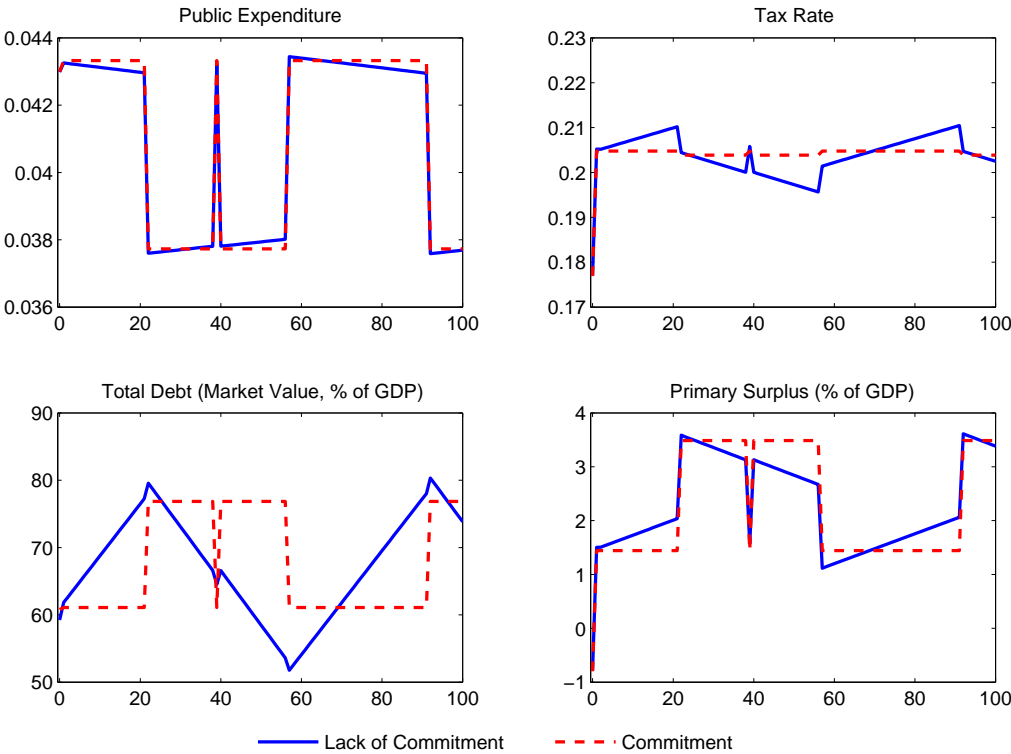 Public Expenditure
0.044
0.042
0.04
0.038
0.036
0 20 40 60 80 100
Tax Rate
0.23
0.22
0.21
0.2
0.19
0.18
0.17
0 20 40 60 80 100
Total Debt (Market Value, % of GDP)
90
80
70
60
50
0 20 40 60 80 100
Primary Surplus (% of GDP)
4
3
2
1
0
−1
0 20 40 60 80 100
Lack of Commitment
Commitment